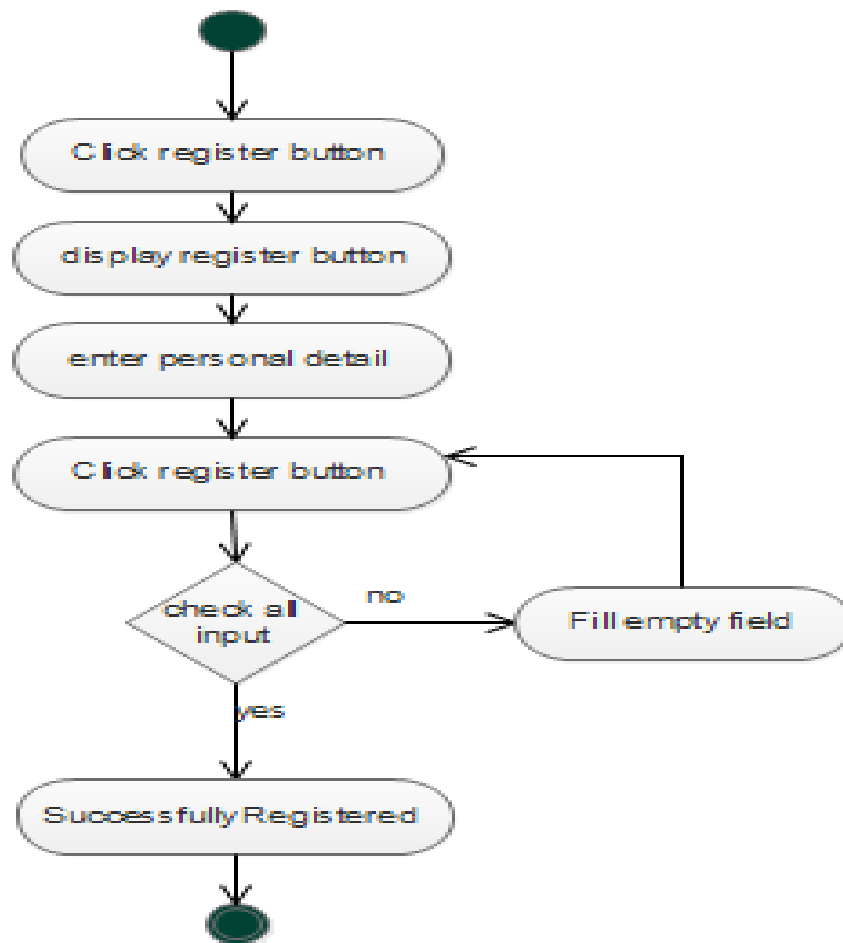 Click register button
display register button
enter personal detail
Click register button
check all
input
no
Fill empty field
yes
Successfully Registered